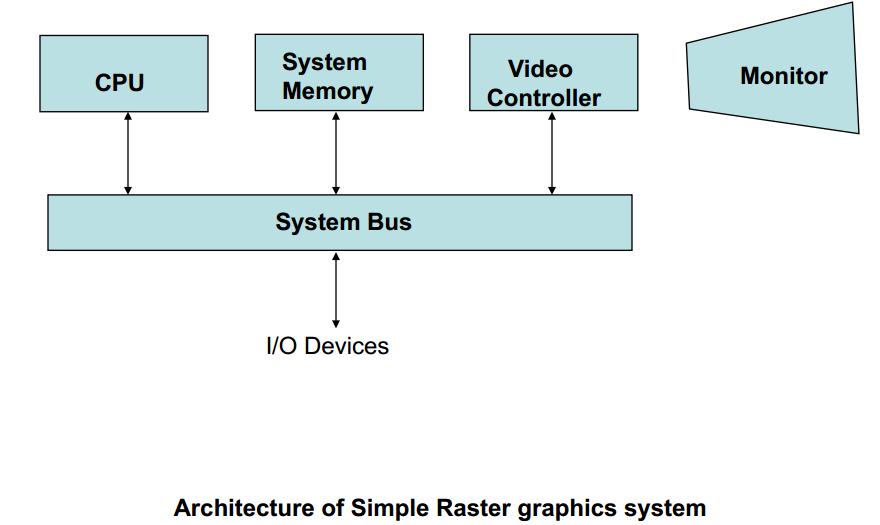 CPU
System
Memory
Video
Controller
Monitor
System Bus
I/O Devices
Architecture of Simple Raster graphics system